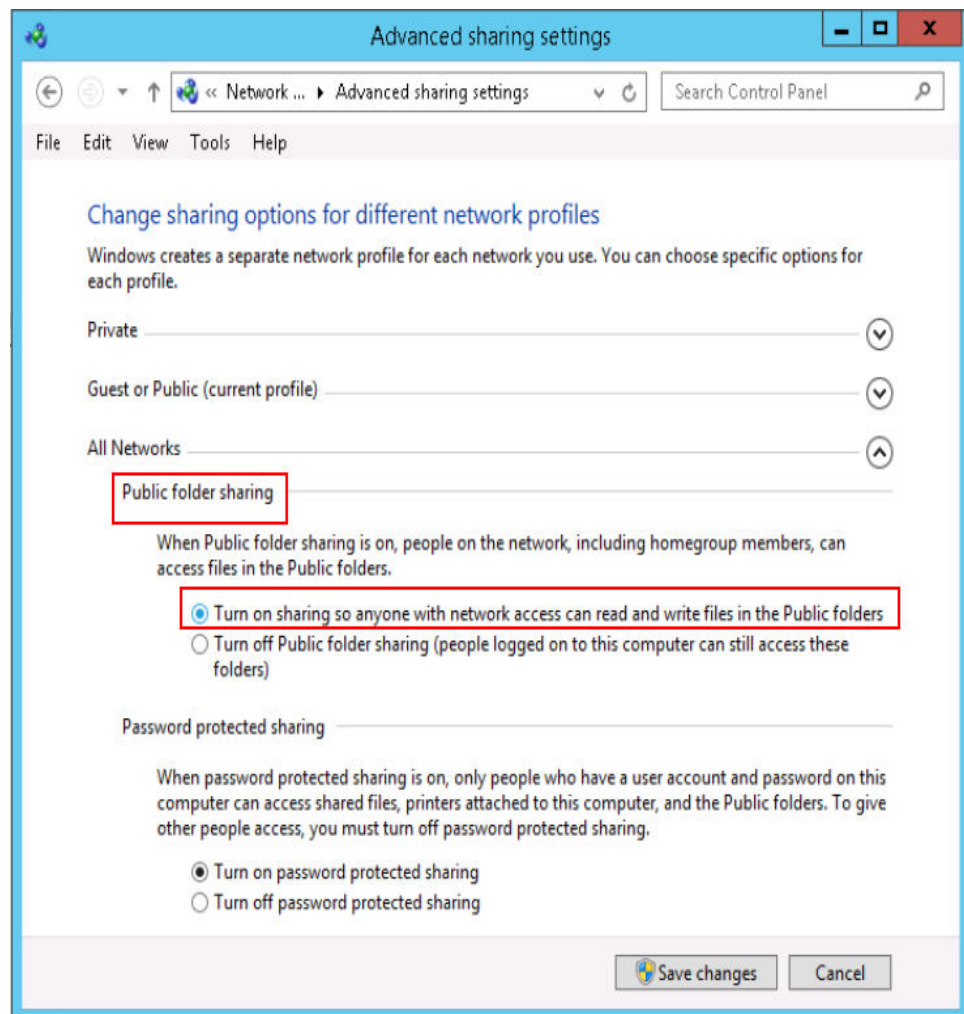 Advanced sharing settings
« Network ... ▸ Advanced sharing settings
Search Control Panel
File Edit View Tools Help
Change sharing options for different network profiles
Windows creates a separate network profile for each network you use. You can choose specific options for
each profile.
Private
Guest or Public (current profile)
All Networks
Public folder sharing
When Public folder sharing is on, people on the network, including homegroup members, can
access files in the Public folders.
Turn on sharing so anyone with network access can read and write files in the Public folders
Turn off Public folder sharing (people logged on to this computer can still access these
folders)
Password protected sharing
When password protected sharing is on, only people who have a user account and password on this
computer can access shared files, printers attached to this computer, and the Public folders. To give
other people access, you must turn off password protected sharing.
Turn on password protected sharing
Turn off password protected sharing
Save changes
Cancel